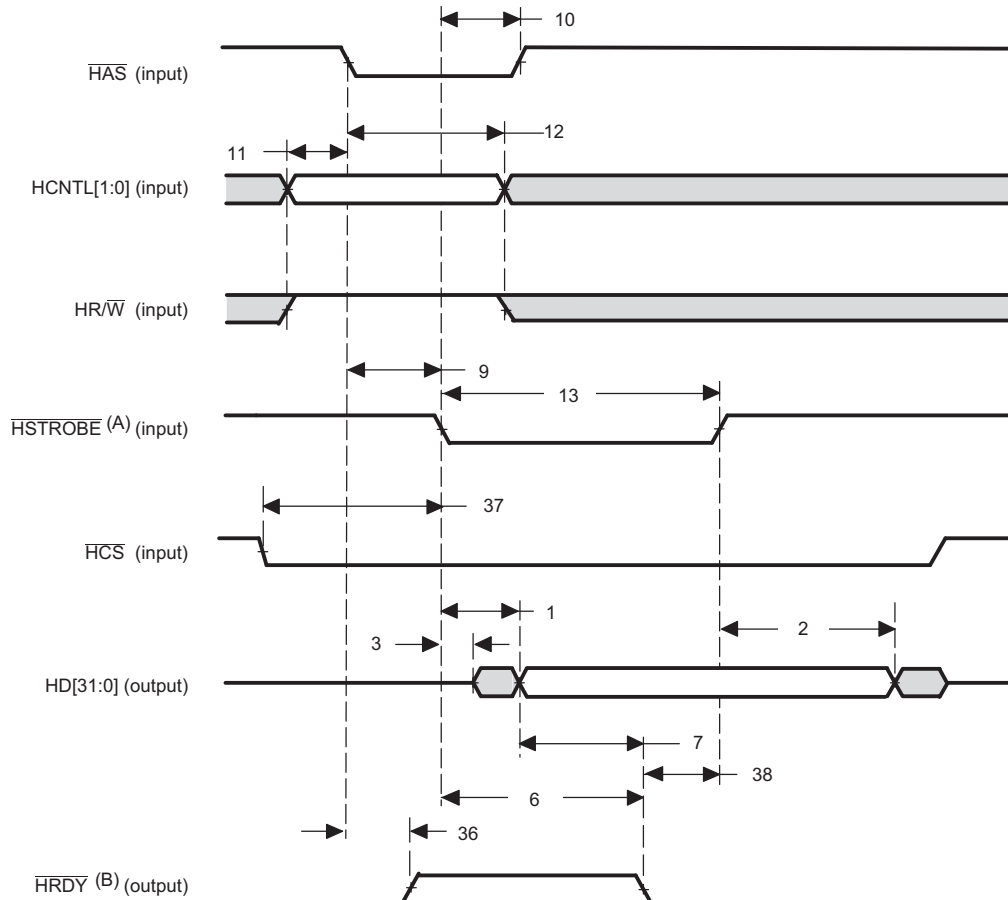 10
HAS (input)
12
11
HCNTL[1:0] (input)
HR/W (input)
9
13
HSTROBE (A) (input)
37
HCS (input)
1
2
3
HD[31:0] (output)
7
38
6
36
HRDY (B) (output)